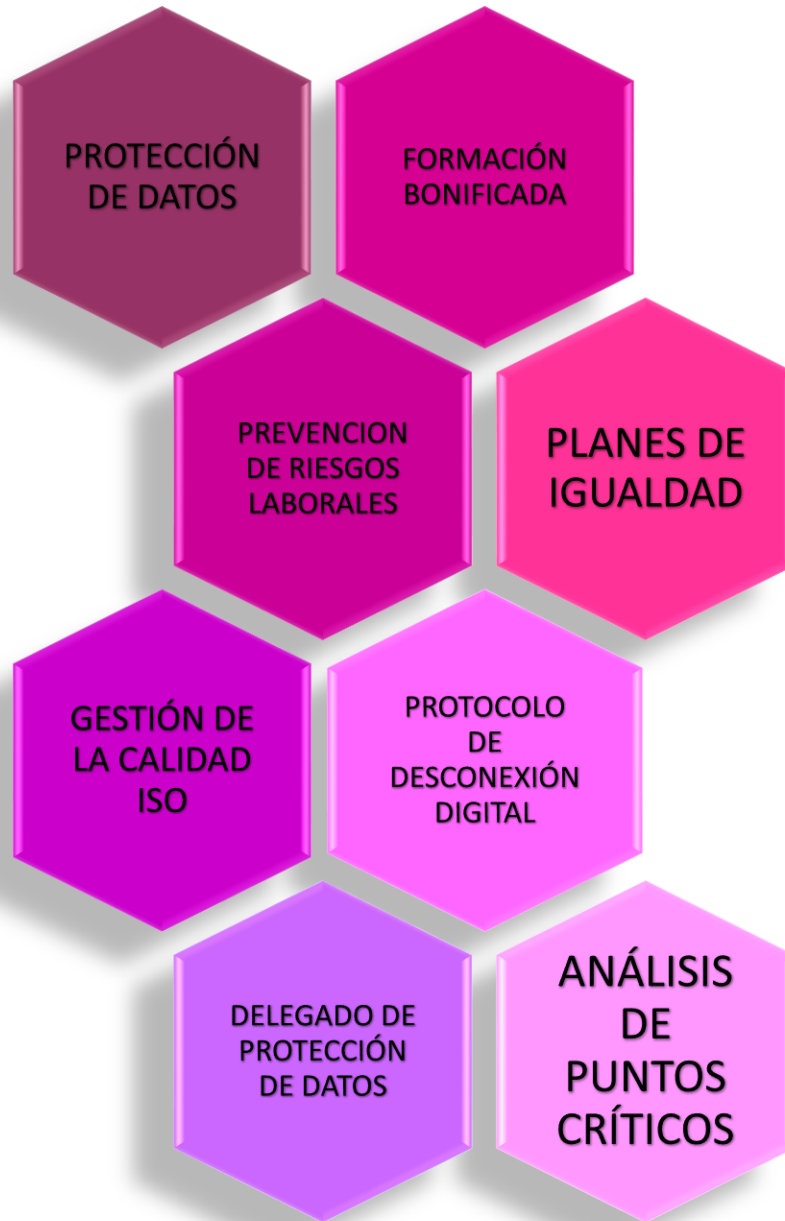 PROTECCIÓN
DE DATOS
FORMACIÓN
BONIFICADA
PREVENCION
DE RIESGOS
LABORALES
PLANES DE
IGUALDAD
GESTIÓN DE
LA CALIDAD
ISO
PROTOCOLO
DE
DESCONEXIÓN
DIGITAL
DELEGADO DE
PROTECCIÓN
DE DATOS
ANÁLISIS
DE
PUNTOS
CRÍTICOS